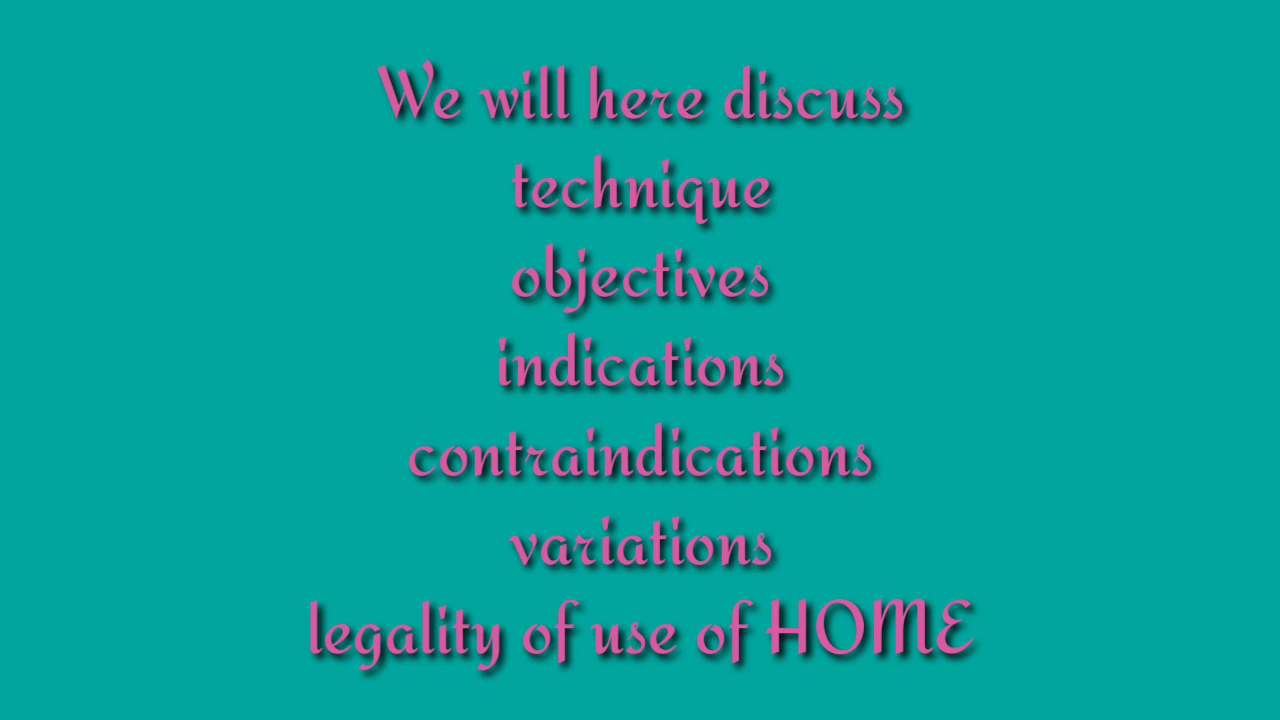 We will here discuss
technique
objectives
indications
contraindications
variations
legality of use of HOME